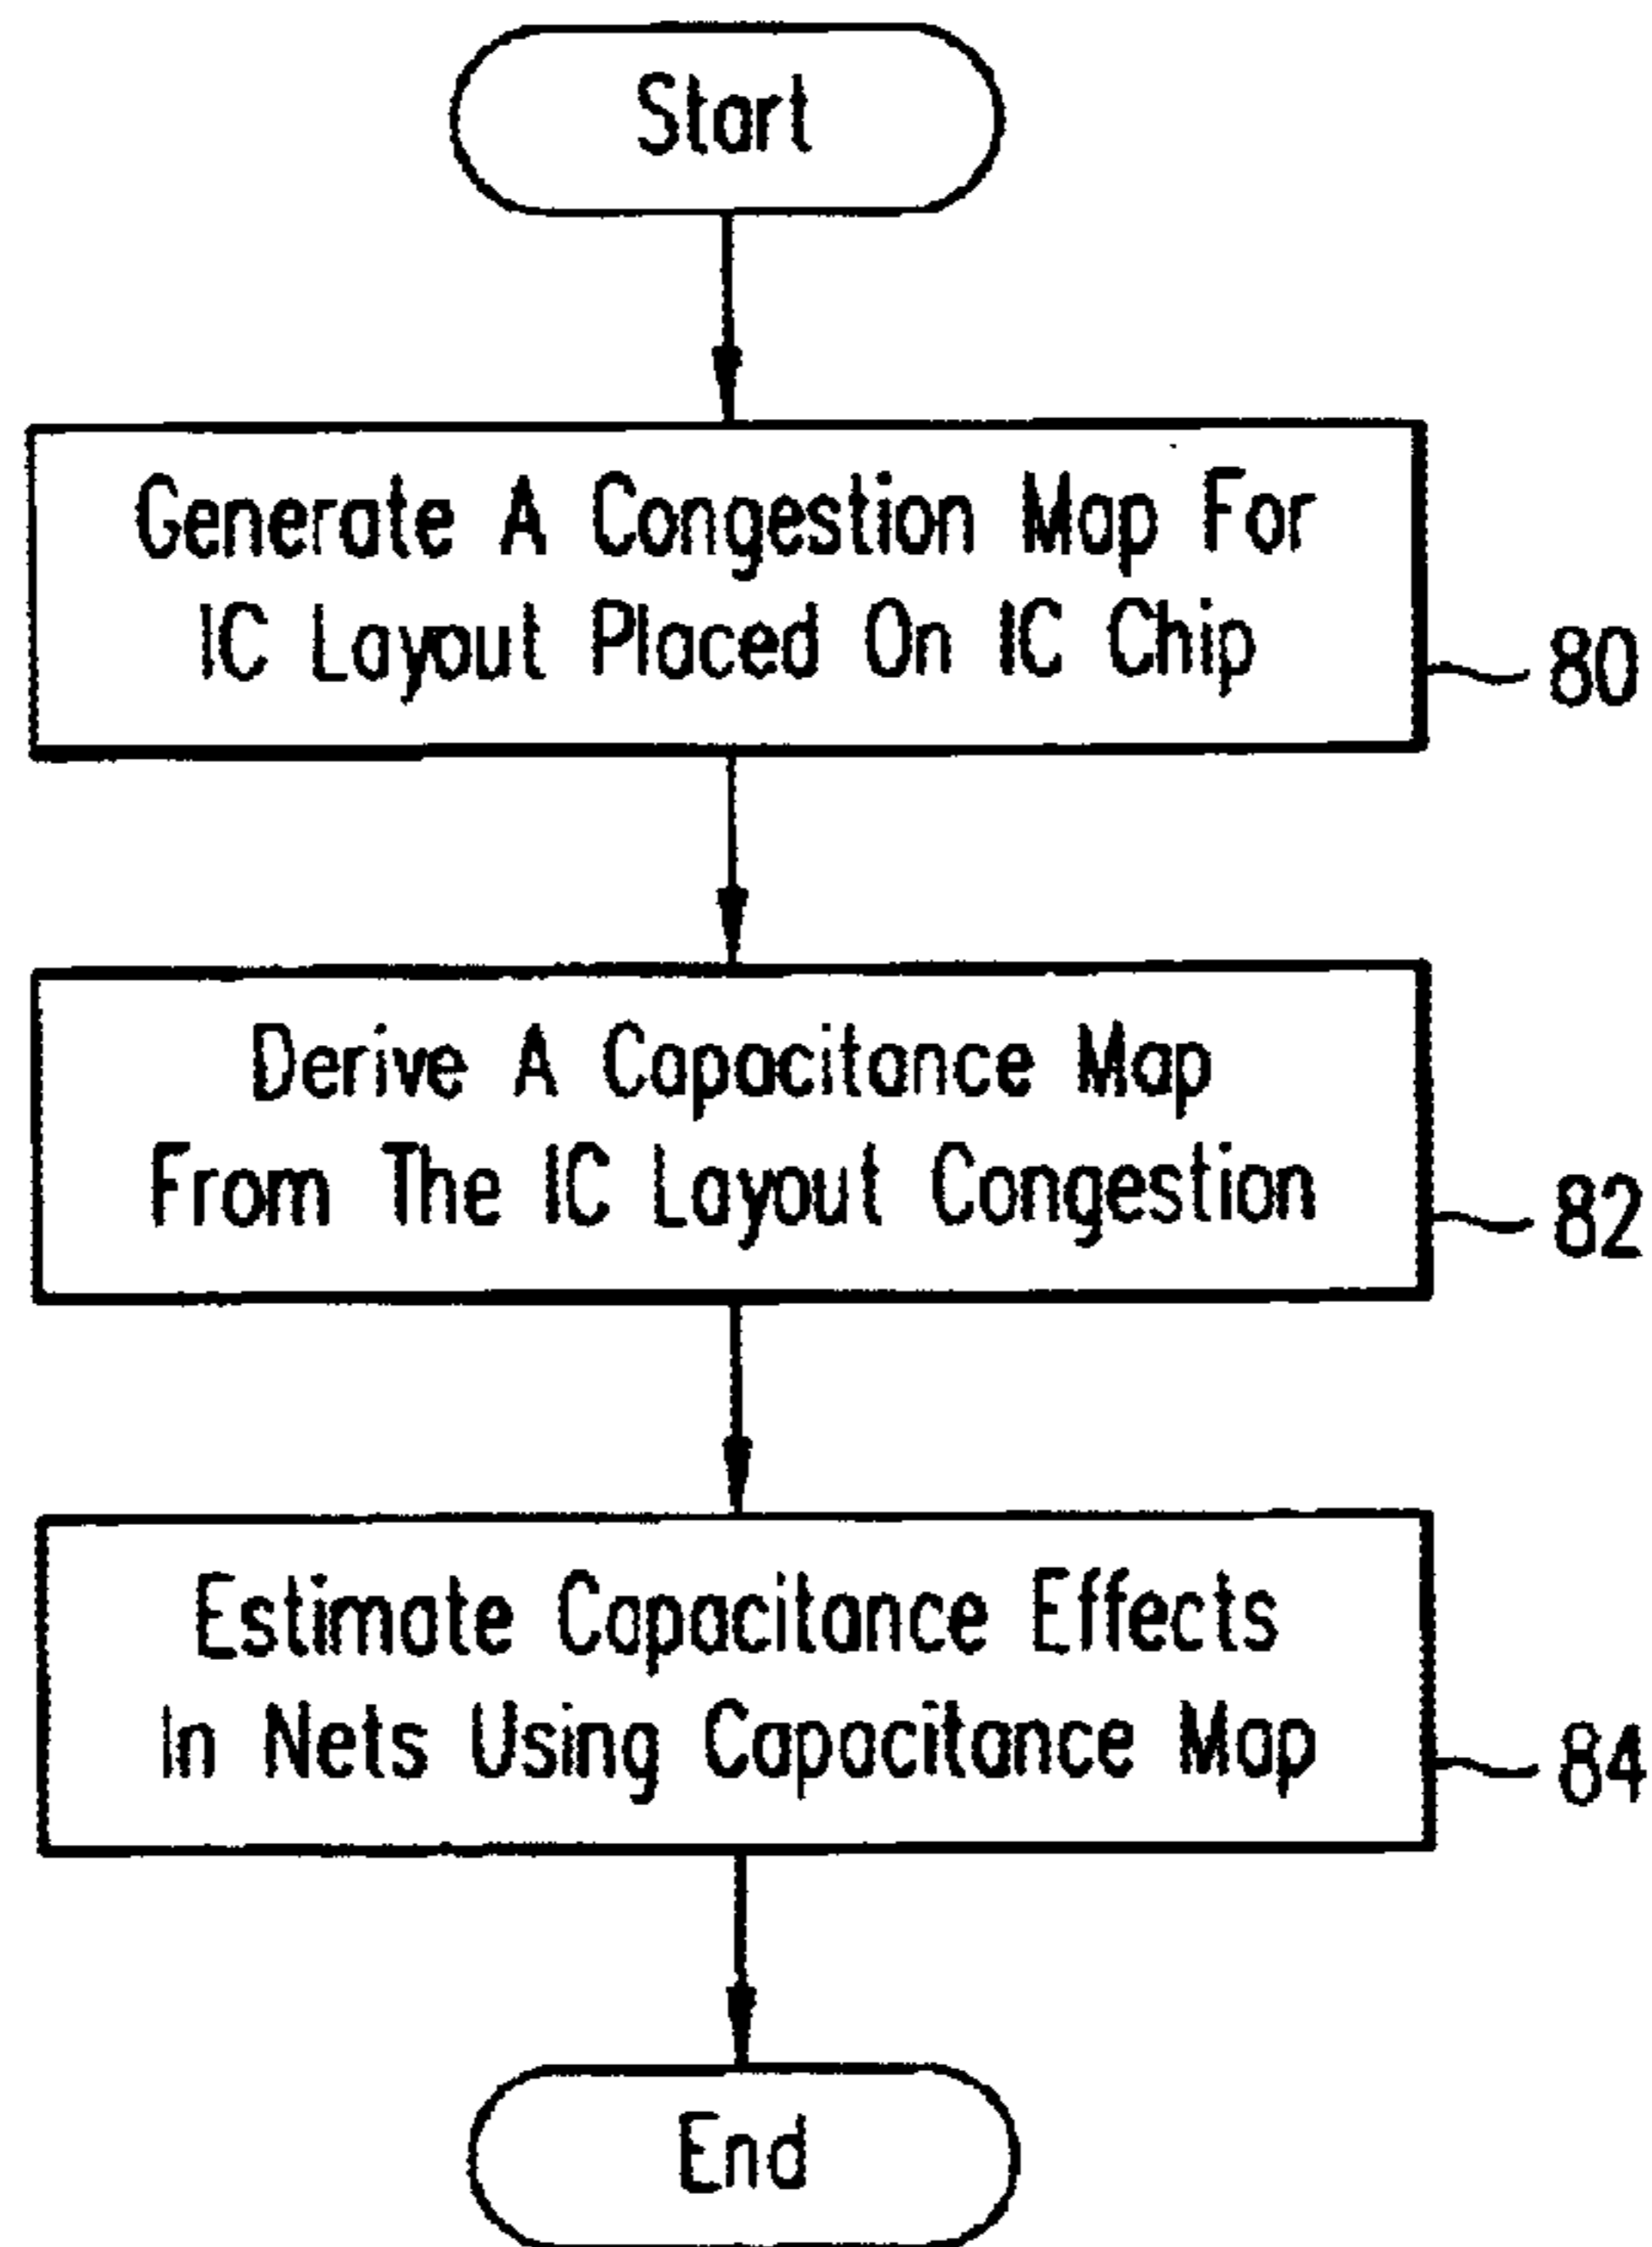 Start
Generate A Congestion Map For
IC Layout Placed On IC Chip
80
Derive A Capacitance Map
From The IC Layout Congestion
82
Estimate Capacitance Effects
In Nets Using Capacitance Map
84
End